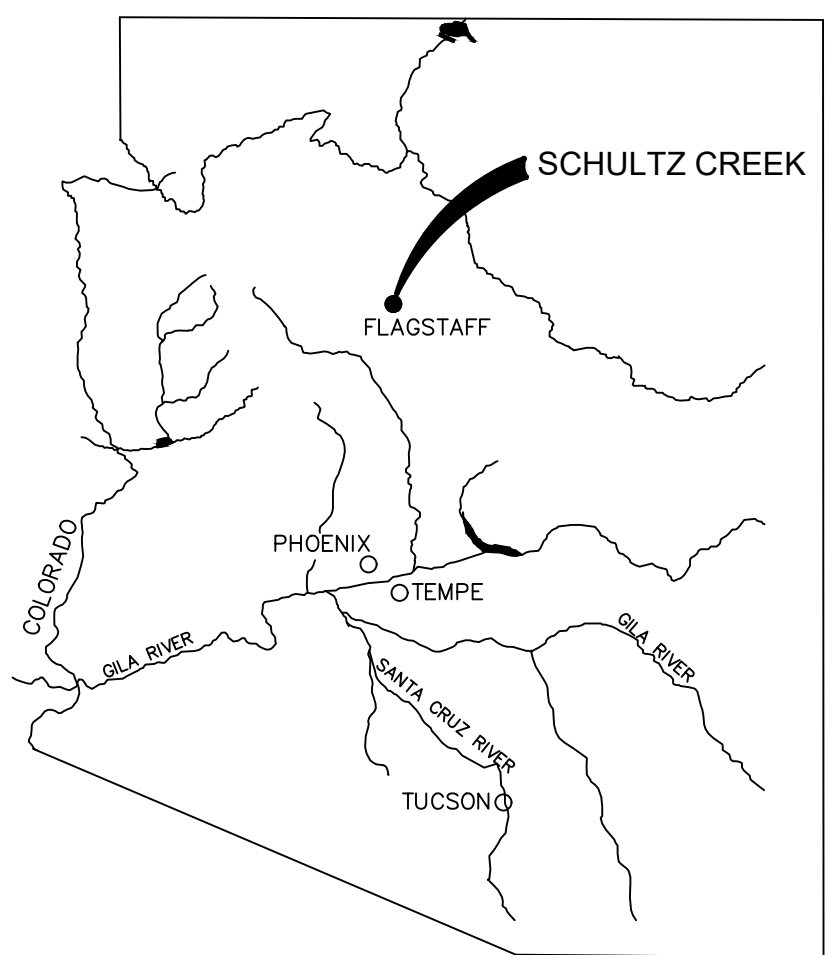 SCHULTZ CREEK
FLAGSTAFF
PHOENIX
COLORADO
TEMPE
GILA RIVER
GILA RIVER
SANTA CRUZ RIVER
TUCSON